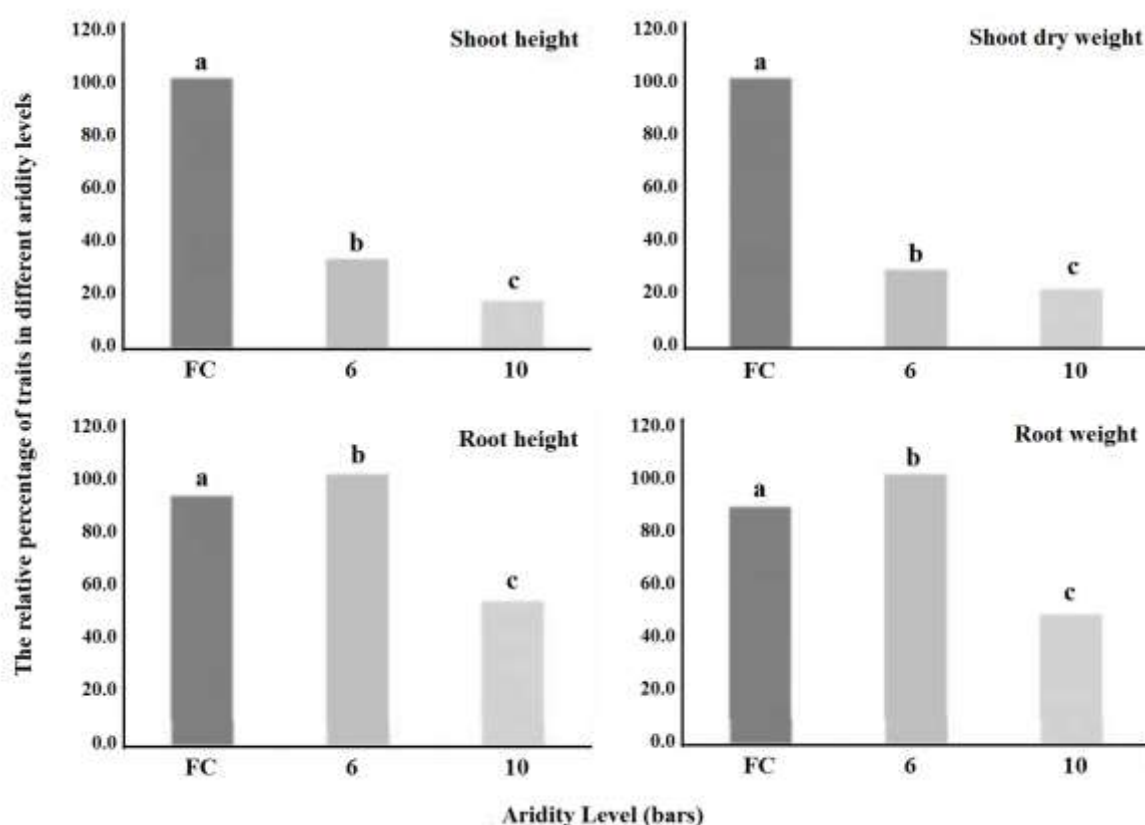 The relative percentage of traits in different aridity levels
Shoot height
120.0
100.0
80.0
60.0
40.0
20.0
0.0
a
b
c
FC 6 10
Shoot dry weight
120.0
100.0
80.0
60.0
40.0
20.0
0.0
a
b
c
FC 6 10
Root height
120.0
100.0
80.0
60.0
40.0
20.0
0.0
a
b
c
FC 6 10
Root weight
120.0
100.0
80.0
60.0
40.0
20.0
0.0
a
b
c
FC 6 10
Aridity Level (bars)